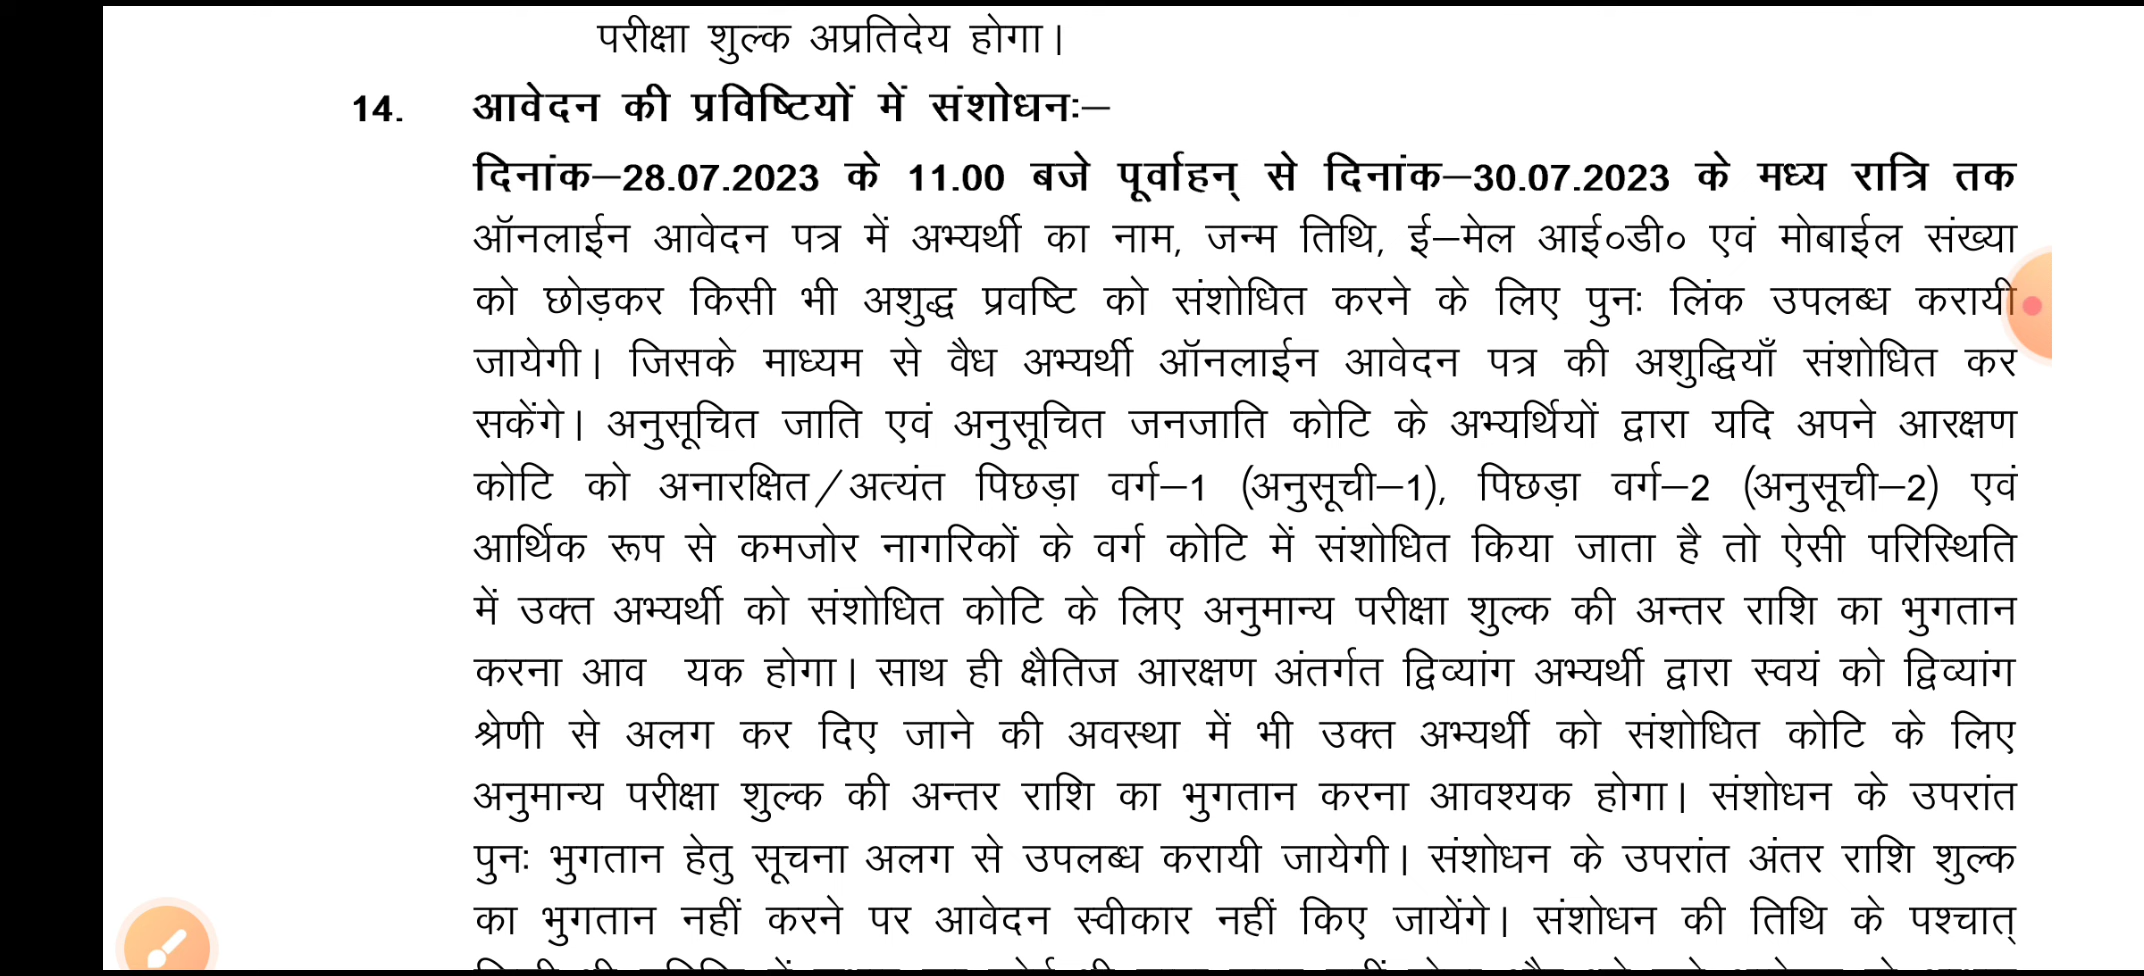 परीक्षा शुल्क अप्रतिदेय होगा।
14. आवेदन की प्रविष्टियों में संशोधनः—
दिनांक—28.07.2023 के 11.00 बजे पूर्वाहन् से दिनांक—30.07.2023 के मध्य रात्रि तक
ऑनलाईन आवेदन पत्र में अभ्यर्थी का नाम, जन्म तिथि, ई—मेल आई०डी० एवं मोबाईल संख्या
को छोड़कर किसी भी अशुद्ध प्रवष्टि को संशोधित करने के लिए पुनः लिंक उपलब्ध करायी
जायेगी। जिसके माध्यम से वैध अभ्यर्थी ऑनलाईन आवेदन पत्र की अशुद्धियाँ संशोधित कर
सकेंगे। अनुसूचित जाति एवं अनुसूचित जनजाति कोटि के अभ्यर्थियों द्वारा यदि अपने आरक्षण
कोटि को अनारक्षित/अत्यंत पिछड़ा वर्ग—1 (अनुसूची—1), पिछड़ा वर्ग—2 (अनुसूची—2) एवं
आर्थिक रूप से कमजोर नागरिकों के वर्ग कोटि में संशोधित किया जाता है तो ऐसी परिस्थिति
में उक्त अभ्यर्थी को संशोधित कोटि के लिए अनुमान्य परीक्षा शुल्क की अन्तर राशि का भुगतान
करना आव यक होगा। साथ ही क्षैतिज आरक्षण अंतर्गत द्विव्यांग अभ्यर्थी द्वारा स्वयं को द्विव्यांग
श्रेणी से अलग कर दिए जाने की अवस्था में भी उक्त अभ्यर्थी को संशोधित कोटि के लिए
अनुमान्य परीक्षा शुल्क की अन्तर राशि का भुगतान करना आवश्यक होगा। संशोधन के उपरांत
पुनः भुगतान हेतु सूचना अलग से उपलब्ध करायी जायेगी। संशोधन के उपरांत अंतर राशि शुल्क
का भुगतान नहीं करने पर आवेदन स्वीकार नहीं किए जायेंगे। संशोधन की तिथि के पश्चात्